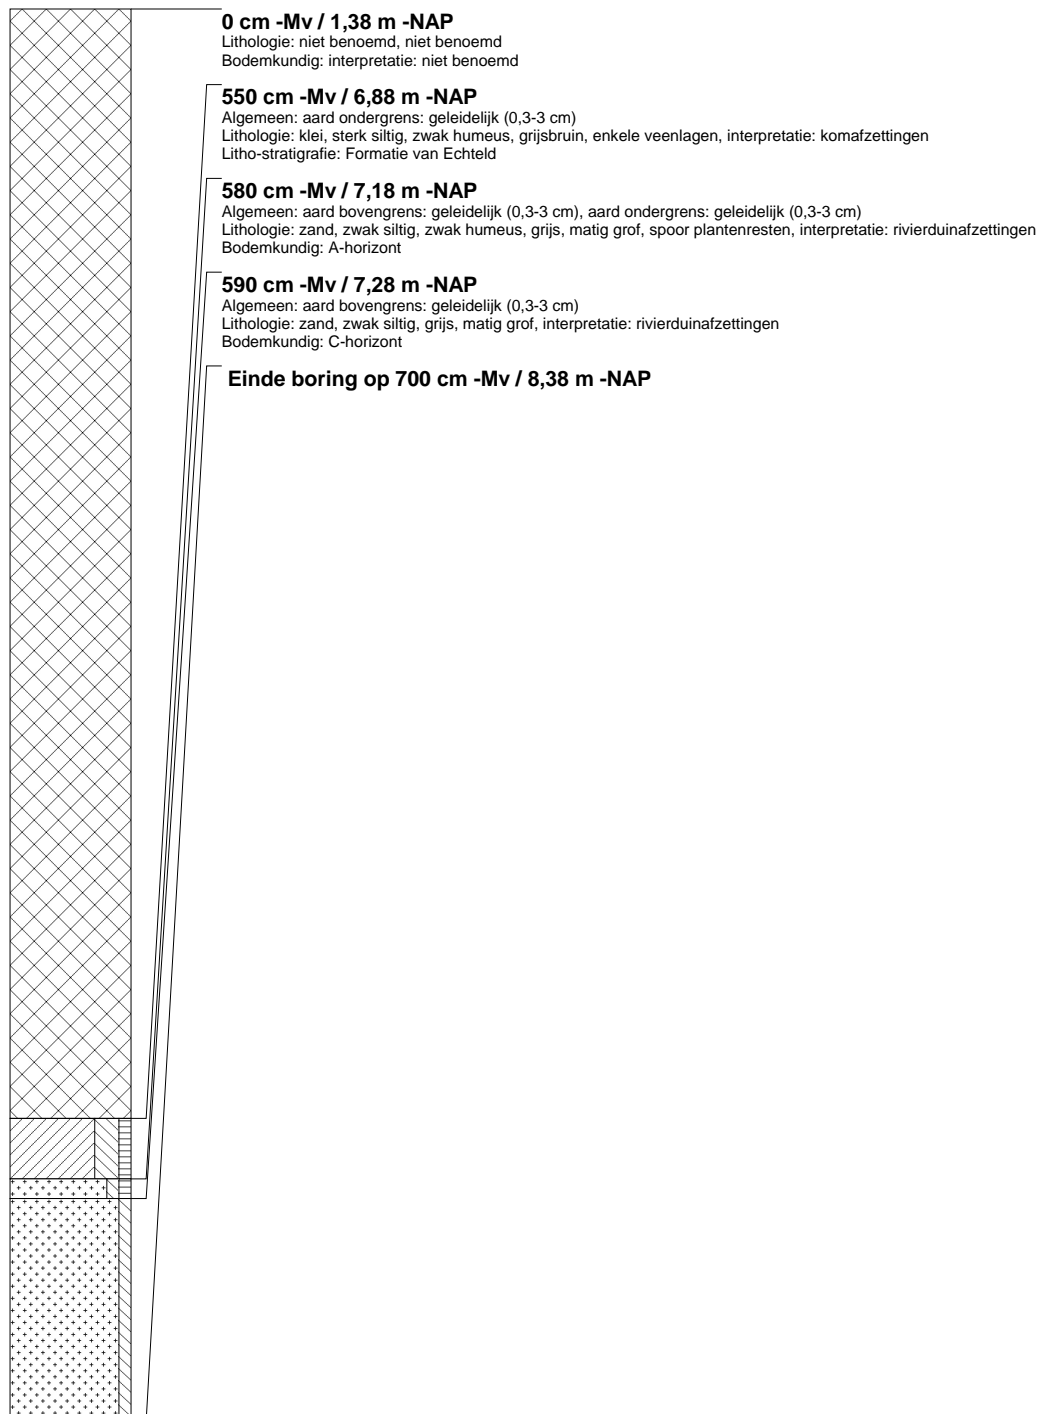 0 cm -Mv / 1,38 m -NAP
Lithologie: niet benoemd, niet benoemd
Bodemkundig: interpretatie: niet benoemd
550 cm -Mv / 6,88 m -NAP
Algemeen: aard ondergrens: geleidelijk (0,3-3 cm)
Lithologie: klei, sterk siltig, zwak humeus, grijsbruin, enkele veenlagen, interpretatie: komafzettingen
Litho-stratigrafie: Formatie van Echteld
580 cm -Mv / 7,18 m -NAP
Algemeen: aard bovengrens: geleidelijk (0,3-3 cm), aard ondergrens: geleidelijk (0,3-3 cm)
Lithologie: zand, zwak siltig, zwak humeus, grijs, matig grof, spoor plantenresten, interpretatie: rivierduinafzettingen
Bodemkundig: A-horizont
590 cm -Mv / 7,28 m -NAP
Algemeen: aard bovengrens: geleidelijk (0,3-3 cm)
Lithologie: zand, zwak siltig, grijs, matig grof, interpretatie: rivierduinafzettingen
Bodemkundig: C-horizont
Einde boring op 700 cm -Mv / 8,38 m -NAP